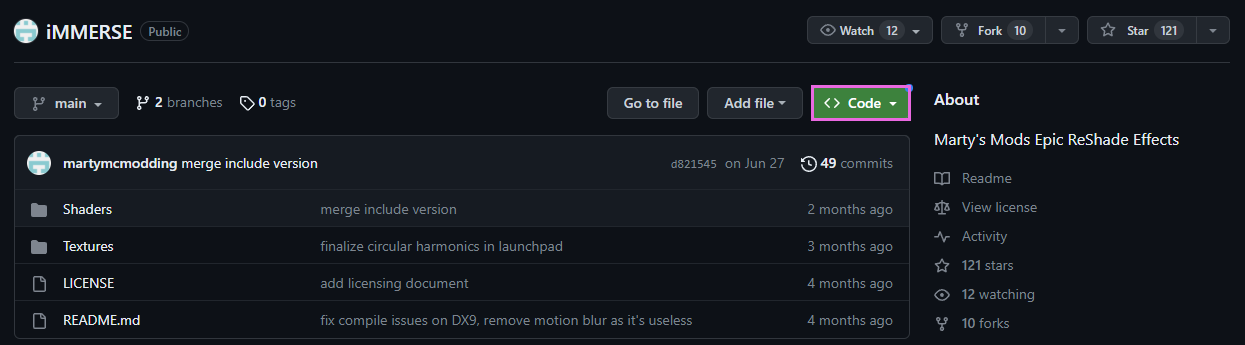 iMMERSE Public Watch 12 Fork 10 Star 121
main 2 branches 0 tags Go to file Add file Code
martymcmodding merge include version d821545 on Jun 27 49 commits
Shaders merge include version 2 months ago
Textures finalize circular harmonics in launchpad 3 months ago
LICENSE add licensing document 4 months ago
README.md fix compile issues on DX9, remove motion blur as it's useless 4 months ago
About
Marty's Mods Epic ReShade Effects
Readme
View license
Activity
121 stars
12 watching
10 forks